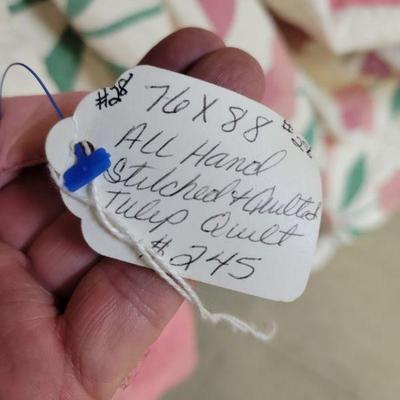 #28
76 X 88
All Hand
Stitched & Quilted
Tulip Quilt
#245